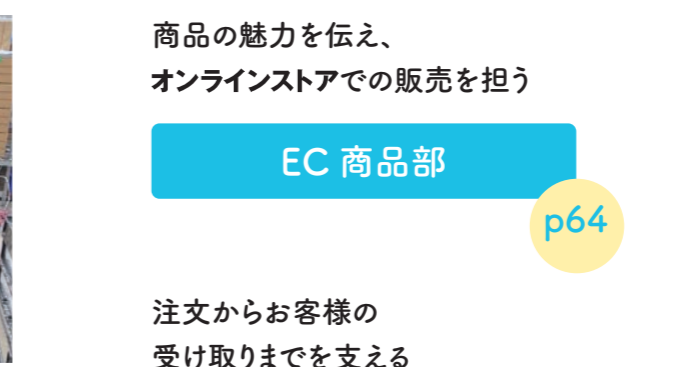 商品の魅力を伝え、
オンラインストアでの販売を担う
EC 商品部
p64
注文からお客様の
受け取りまでを支える